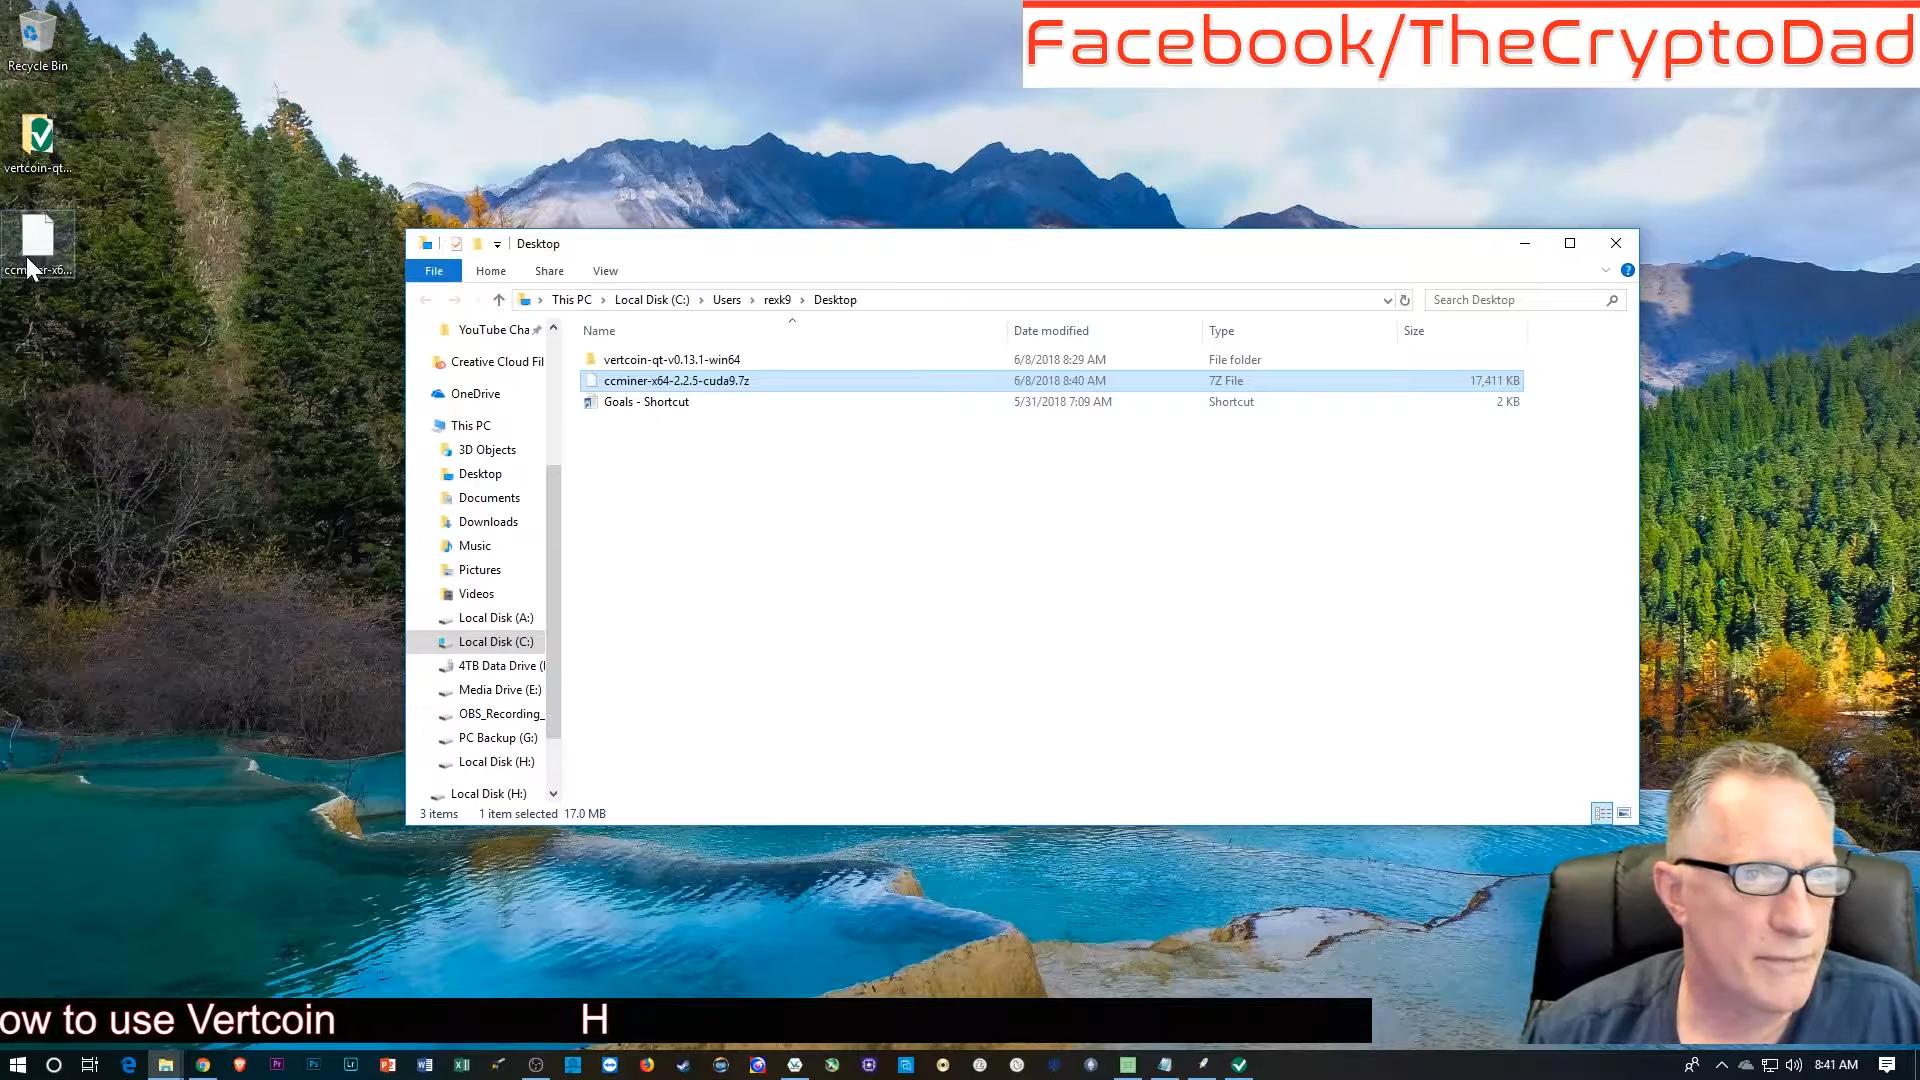 Facebook/TheCryptoDad
Recycle Bin
vertcoin-qt...
Desktop
File
Home
Share
View
This PC
Local Disk (C:)
Users
rexk9
Desktop
Search Desktop
YouTube Cha
Creative Cloud Fil
OneDrive
This PC
3D Objects
Desktop
Documents
Downloads
Music
Pictures
Videos
Local Disk (A:)
Local Disk (C:)
4TB Data Drive (
Media Drive (E:)
OBS_Recording_
PC Backup (G:)
Local Disk (H:)
Local Disk (H:)
Name Date modified Type Size
vertcoin-qt-v0.13.1-win64 6/8/2018 8:29 AM File folder
ccminer-x64-2.2.5-cuda9.7z 6/8/2018 8:40 AM 7Z File 17,411 KB
Goals - Shortcut 5/31/2018 7:09 AM Shortcut 2 KB
3 items 1 item selected 17.0 MB
ow to use Vertcoin H
8:41 AM